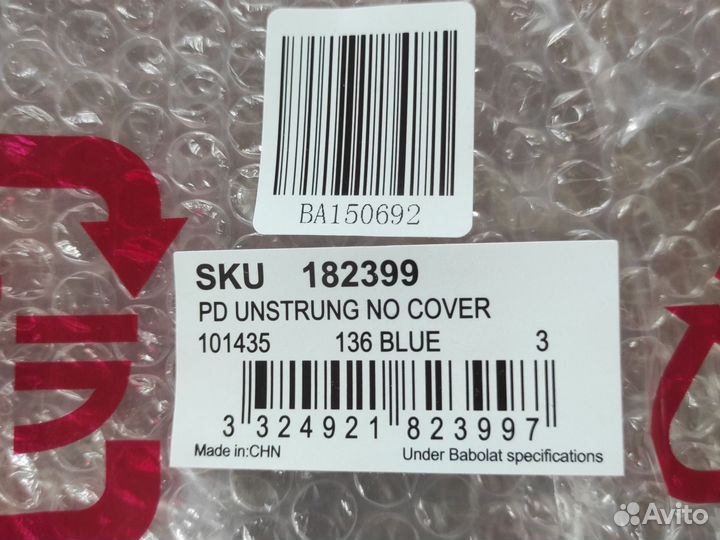 BA150692
SKU 182399
PD UNSTRUNG NO COVER
101435 136 BLUE 3
3 324921 823997
Made in:CHN Under Babolat specifications
Avito